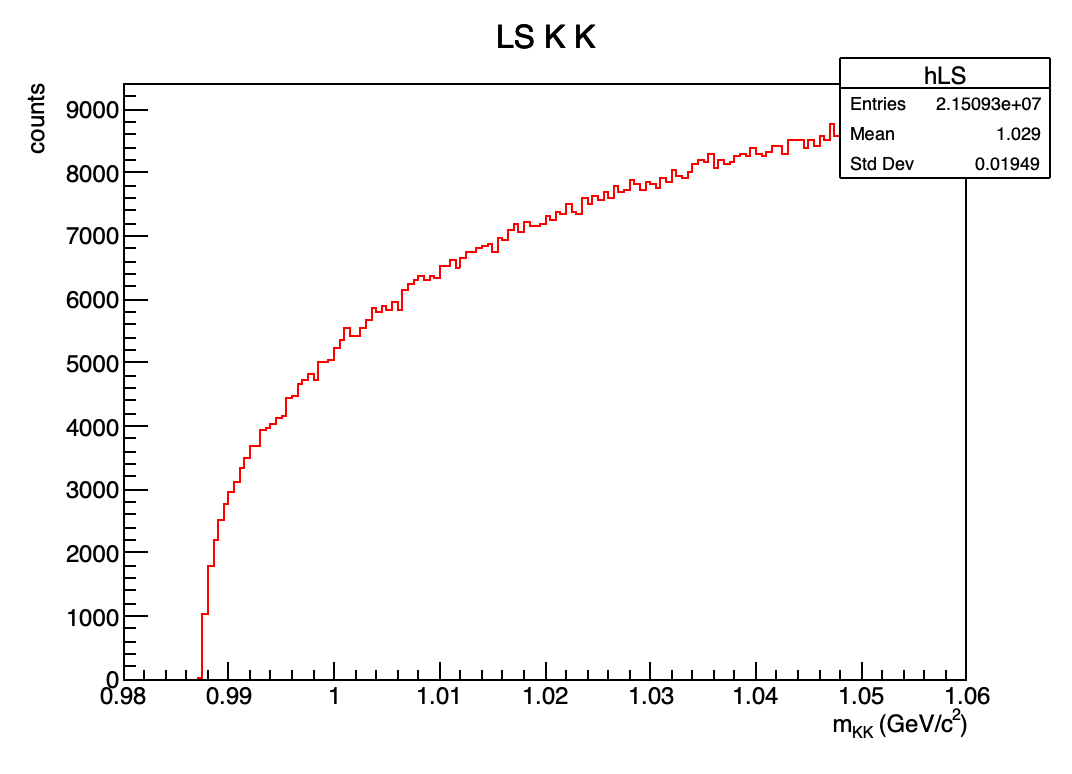 LS K K
hLS
Entries 2.15093e+07
Mean 1.029
Std Dev 0.01949
counts
9000
8000
7000
6000
5000
4000
3000
2000
1000
0
0.98 0.99 1 1.01 1.02 1.03 1.04 1.05 1.06
m_KK (GeV/c²)